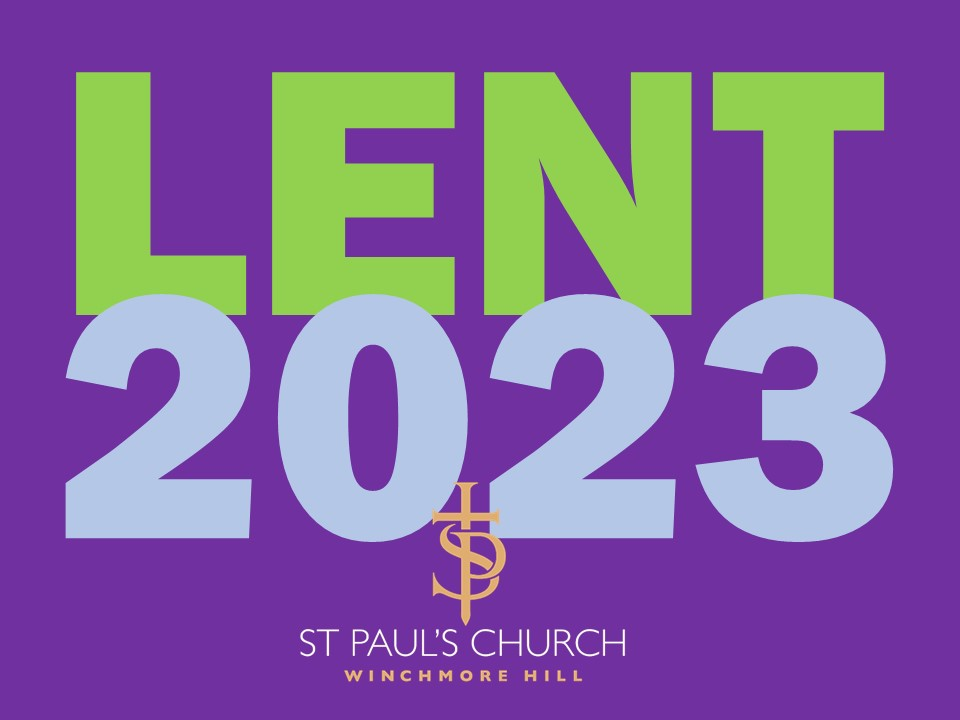 LENT
2023
ST PAUL'S CHURCH
WINCHMORE HILL